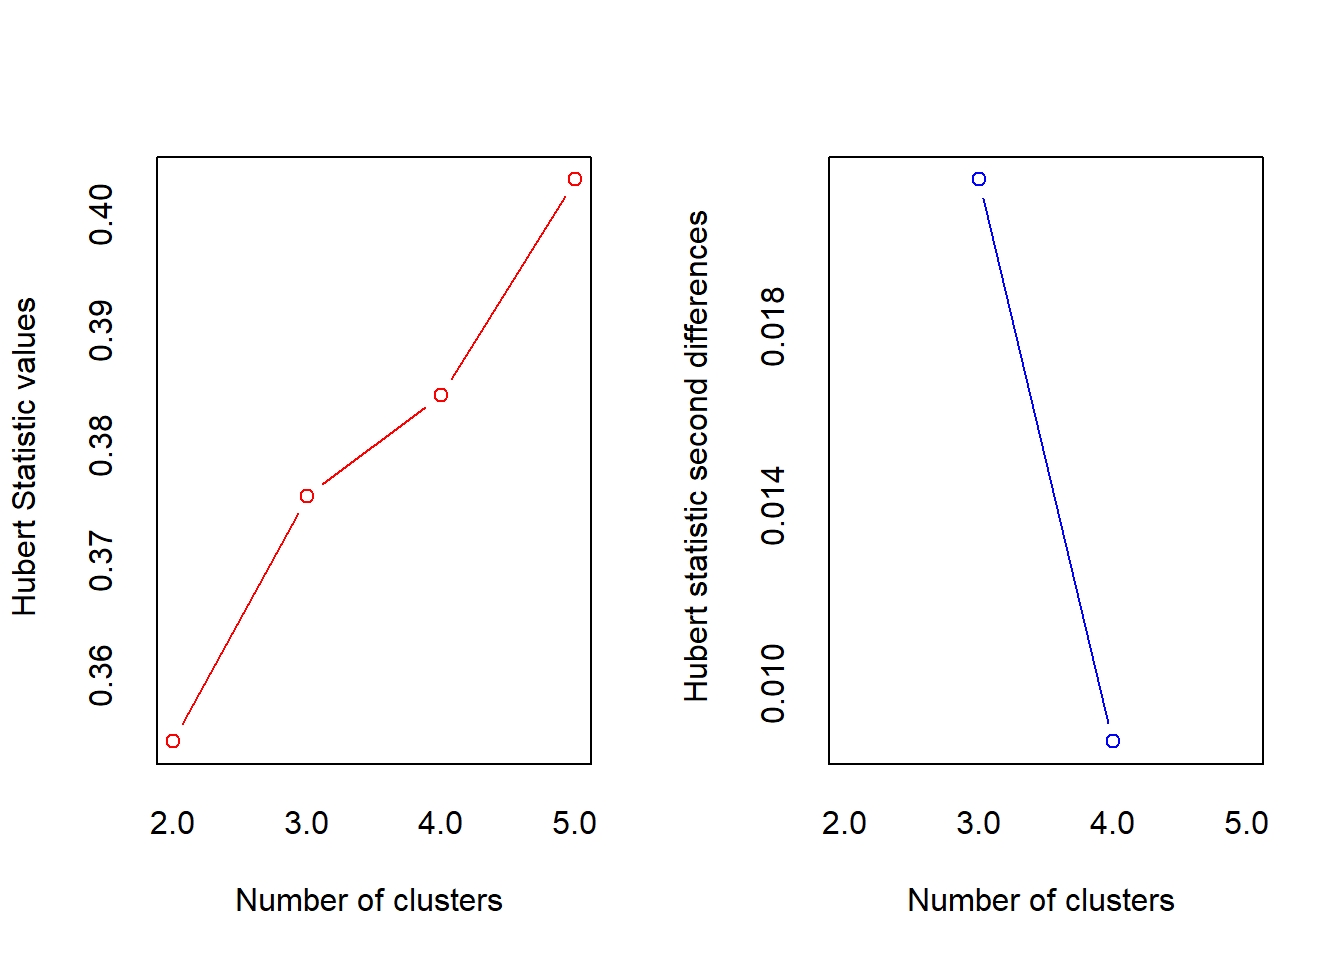 Hubert Statistic values
0.40
0.39
0.38
0.37
0.36
2.0 3.0 4.0 5.0
Number of clusters
Hubert statistic second differences
0.018
0.014
0.010
2.0 3.0 4.0 5.0
Number of clusters